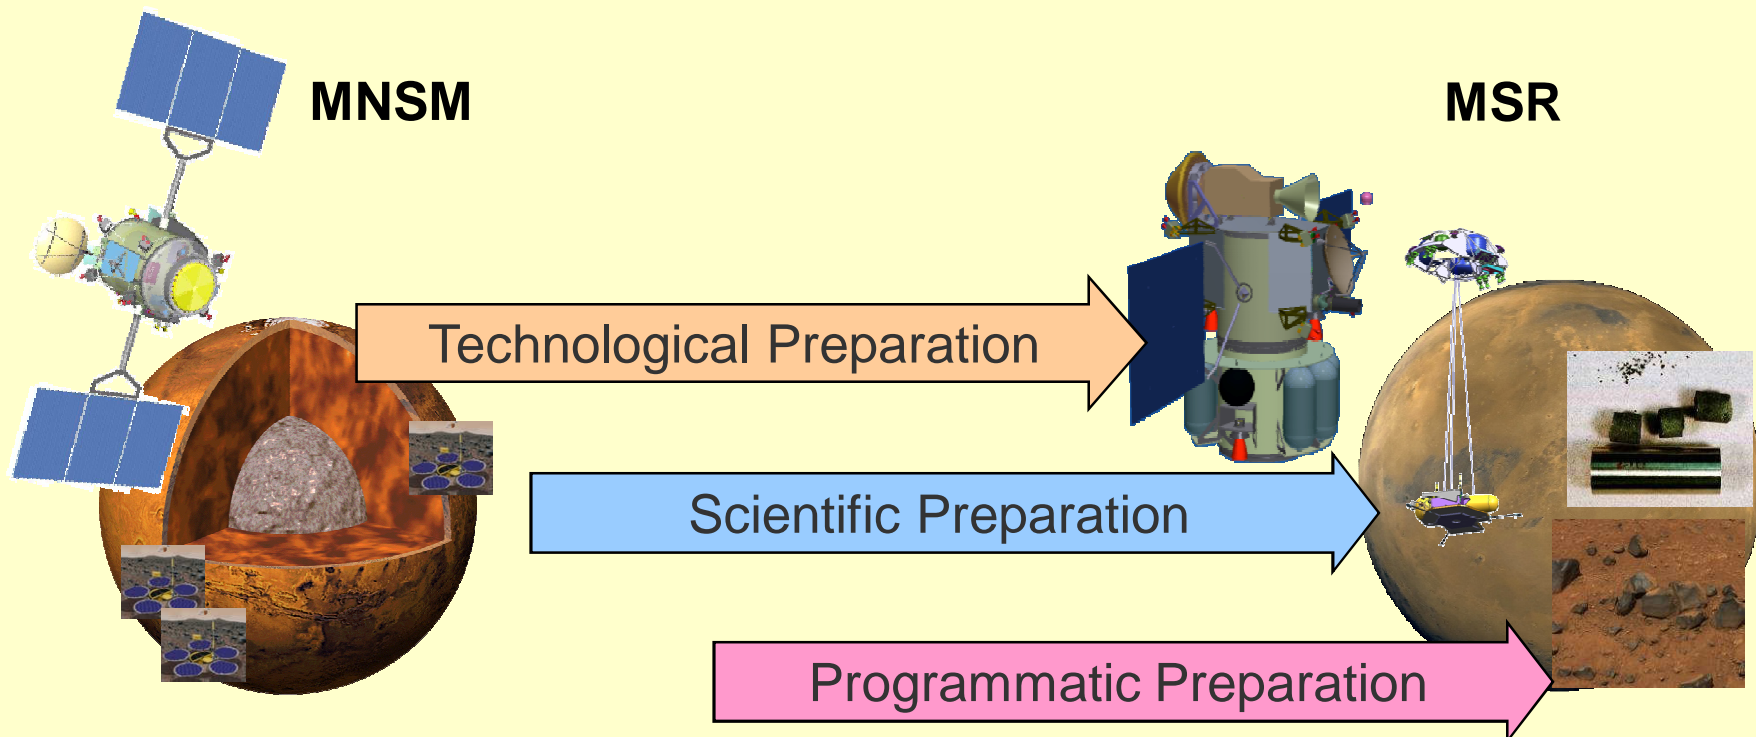 MNSM
MSR
Technological Preparation
Scientific Preparation
Programmatic Preparation